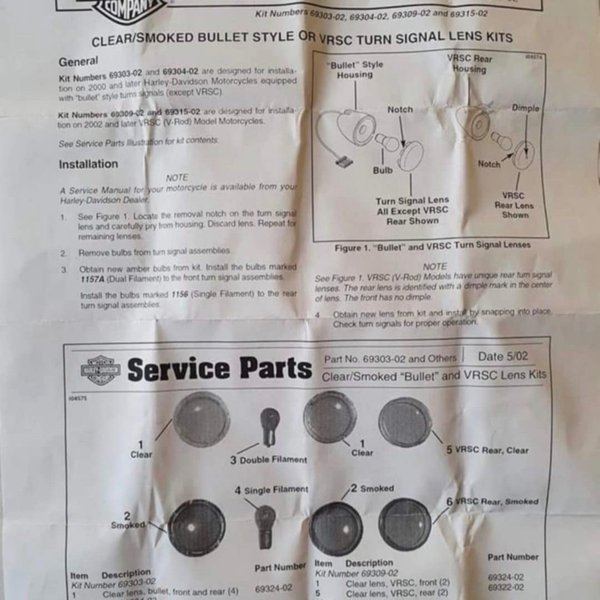 COMPANY
Kit Numbers 69303-02, 69304-02, 69309-02 and 69315-02
CLEAR/SMOKED BULLET STYLE OR VRSC TURN SIGNAL LENS KITS
General
Kit Numbers 69303-02 and 69304-02 are designed for installa-
tion on 2000 and later Harley-Davidson Motorcycles equipped
with "bullet" style turn signals (except VRSC).
Kit Numbers 69309-02 and 69315-02 are designed for installa-
tion on 2002 and later VRSC (V-Rod) Model Motorcycles.
See Service Parts Illustration for kit contents.
Installation
NOTE
A Service Manual for your motorcycle is available from your
Harley-Davidson Dealer.
1. See Figure 1. Locate the removal notch on the turn signal
lens and carefully pry from housing. Discard lens. Repeat for
remaining lenses.
2. Remove bulbs from turn signal assemblies.
3. Obtain new amber bulbs from kit. Install the bulbs marked
1157A (Dual Filament) to the front turn signal assemblies.
Install the bulbs marked 1156 (Single Filament) to the rear
turn signal assemblies.
"Bullet" Style
Housing
VRSC Rear
Housing
Notch
Dimple
Bulb
Notch
Turn Signal Lens
All Except VRSC
Rear Shown
VRSC
Rear Lens
Shown
Figure 1. "Bullet" and VRSC Turn Signal Lenses
NOTE
See Figure 1. VRSC (V-Rod) Models have unique rear turn signal
lenses. The rear lens is identified with a dimple mark in the center
of lens. The front has no dimple.
4 Obtain new lens from kit and install by snapping into place.
Check turn signals for proper operation.
MOTOR
HARLEY-DAVIDSON
Service Parts
Part No. 69303-02 and Others
Date 5/02
Clear/Smoked "Bullet" and VRSC Lens Kits
i04575
1
Clear
3 Double Filament
1
Clear
5 VRSC Rear, Clear
4 Single Filament
2 Smoked
2
Smoked
6 VRSC Rear, Smoked
Item Description Part Number
Kit Number 69303-02
1 Clear lens, bullet, front and rear (4) 69324-02
Item Description Part Number
Kit Number 69309-02
1 Clear lens, VRSC, front (2) 69324-02
5 Clear lens, VRSC, rear (2) 69322-02